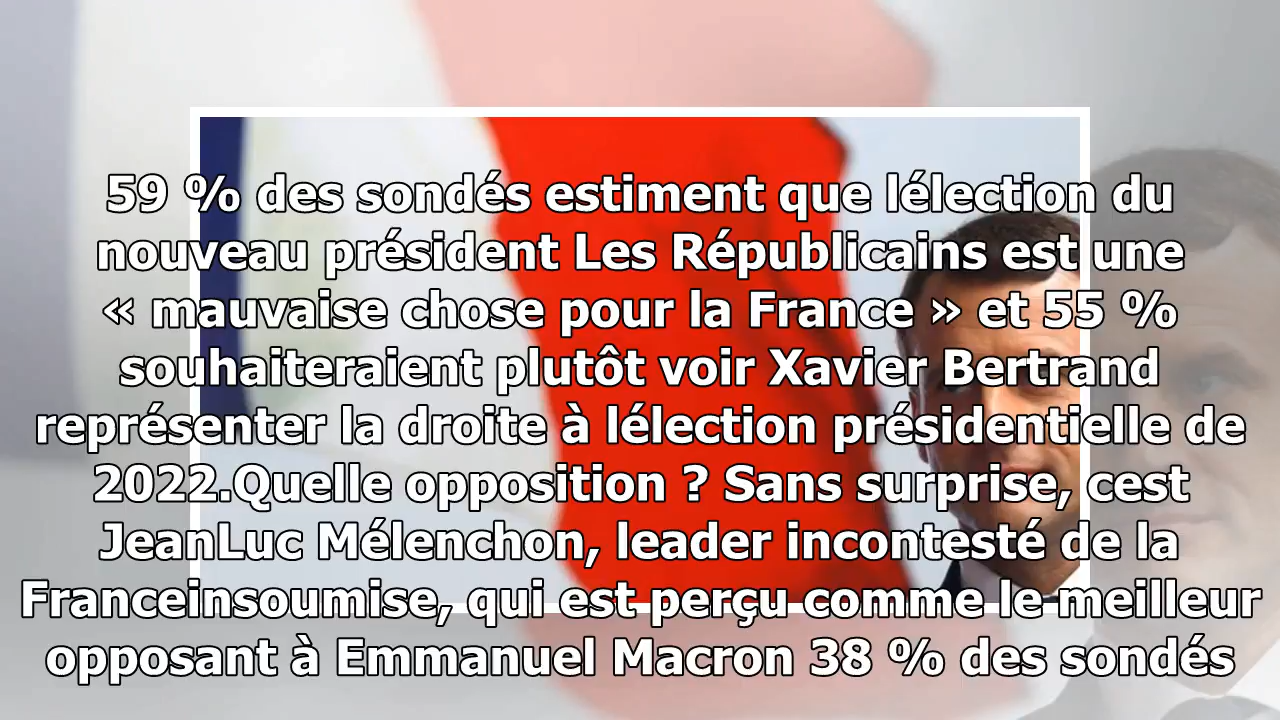 59 % des sondés estiment que lélection du
nouveau président Les Républicains est une
« mauvaise chose pour la France » et 55 %
souhaiteraient plutôt voir Xavier Bertrand
représenter la droite à lélection présidentielle de
2022.Quelle opposition ? Sans surprise, cest
JeanLuc Mélenchon, leader incontesté de la
Franceinsoumise, qui est perçu comme le meilleur
opposant à Emmanuel Macron 38 % des sondés